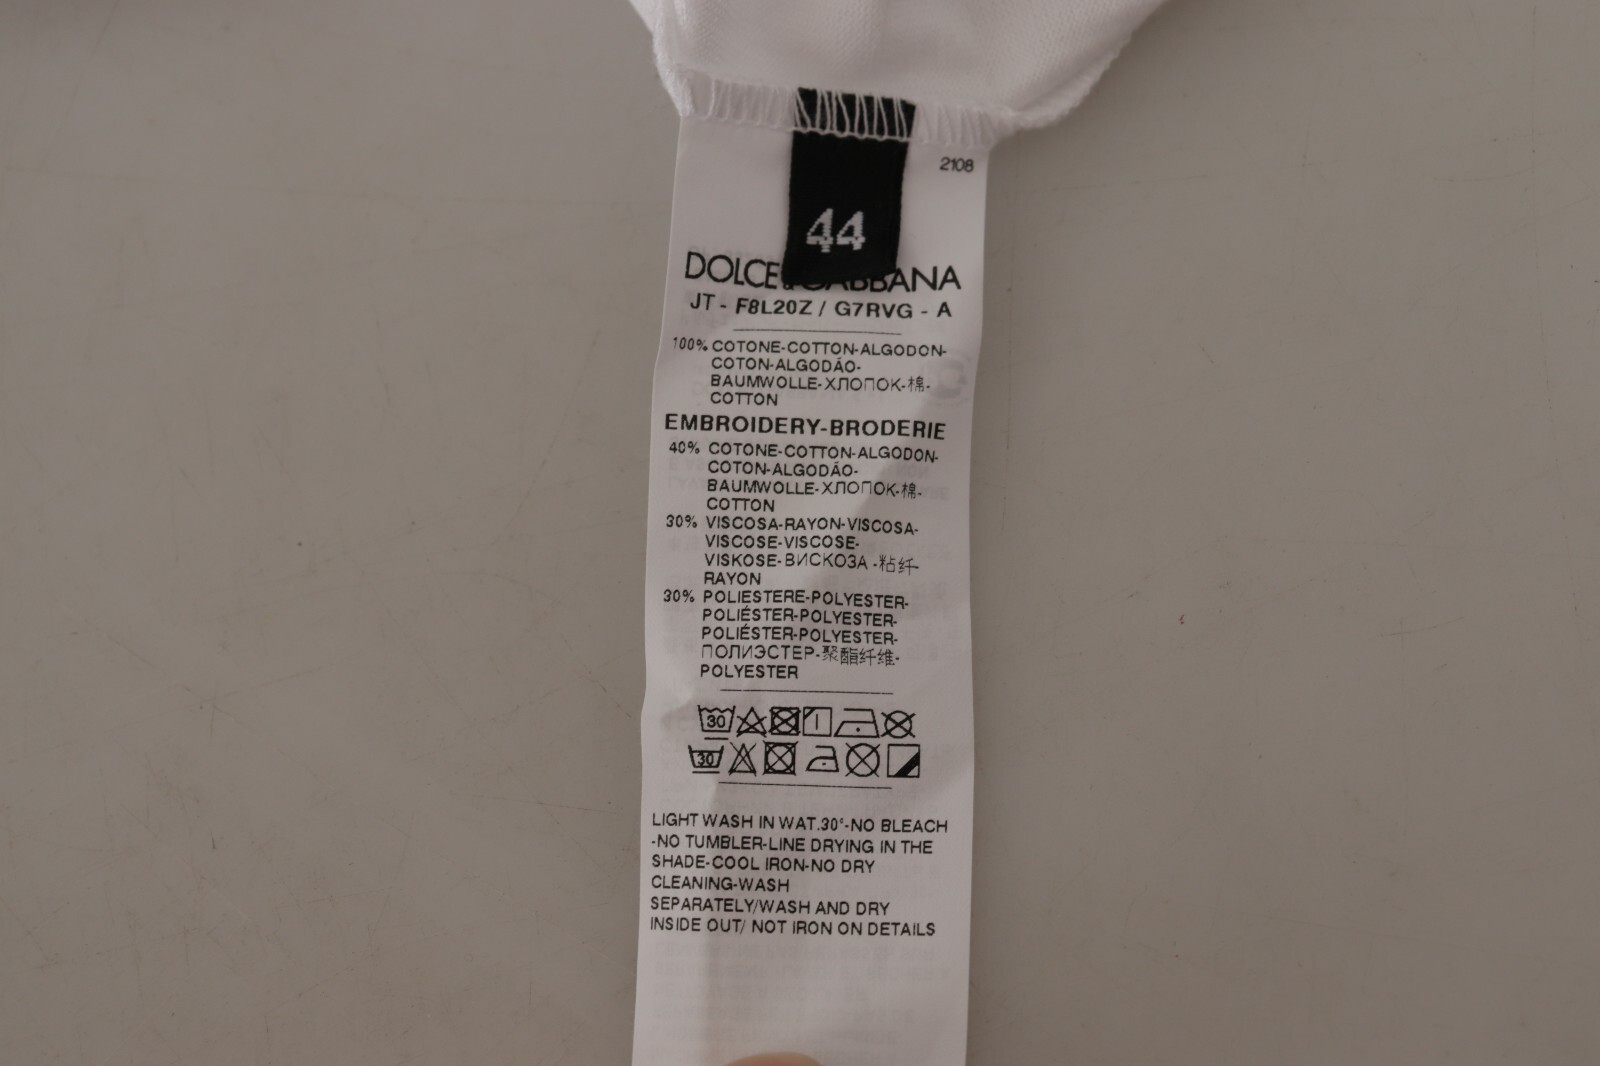 2108
44
DOLCE & GABBANA
JT - F8L20Z / G7RVG - A
100% COTONE-COTTON-ALGODON-
COTON-ALGODÃO-
BAUMWOLLE-ХЛОПОК-棉-
COTTON
EMBROIDERY-BRODERIE
40% COTONE-COTTON-ALGODON-
COTON-ALGODÃO-
BAUMWOLLE-ХЛОПОК-棉-
COTTON
30% VISCOSA-RAYON-VISCOSA-
VISCOSE-VISCOSE-
VISKOSE-ВИСКОЗА -粘纤-
RAYON
30% POLIESTERE-POLYESTER-
POLIÉSTER-POLYESTER-
POLIÉSTER-POLYESTER-
ПОЛИЭСТЕР-聚酯纤维-
POLYESTER
30
30
LIGHT WASH IN WAT.30°-NO BLEACH
-NO TUMBLER-LINE DRYING IN THE
SHADE-COOL IRON-NO DRY
CLEANING-WASH
SEPARATELY/WASH AND DRY
INSIDE OUT/ NOT IRON ON DETAILS